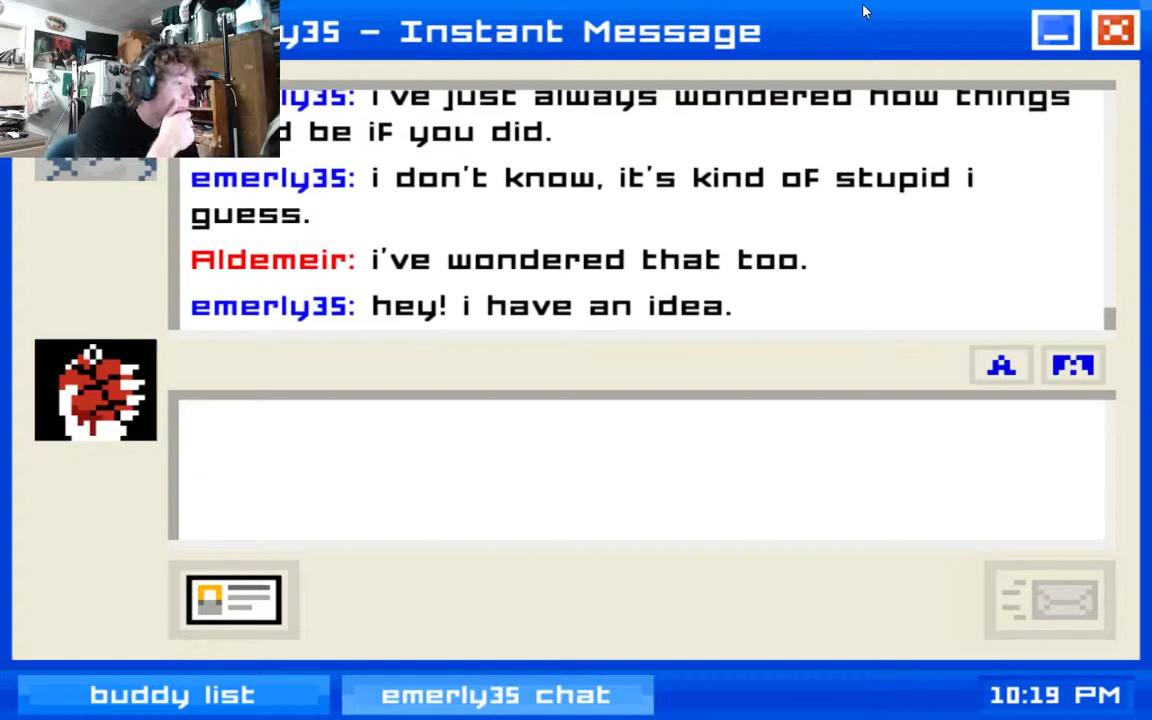 y35 - Instant Message
ly35: i've just always wondered how things
d be if you did.
emerly35: i don't know, it's kind of stupid i
guess.
Aldemeir: i've wondered that too.
emerly35: hey! i have an idea.
A
buddy list
emerly35 chat
10:19 PM